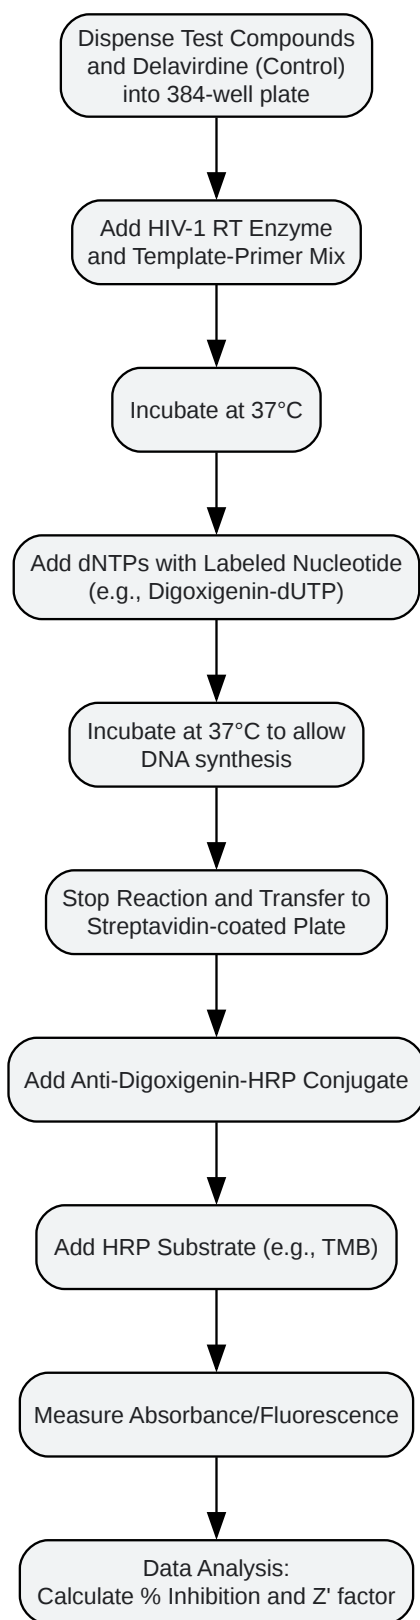 Dispense Test Compounds
and Delavirdine (Control)
into 384-well plate
Add HIV-1 RT Enzyme
and Template-Primer Mix
Incubate at 37°C
Add dNTPs with Labeled Nucleotide
(e.g., Digoxigenin-dUTP)
Incubate at 37°C to allow
DNA synthesis
Stop Reaction and Transfer to
Streptavidin-coated Plate
Add Anti-Digoxigenin-HRP Conjugate
Add HRP Substrate (e.g., TMB)
Measure Absorbance/Fluorescence
Data Analysis:
Calculate % Inhibition and Z' factor